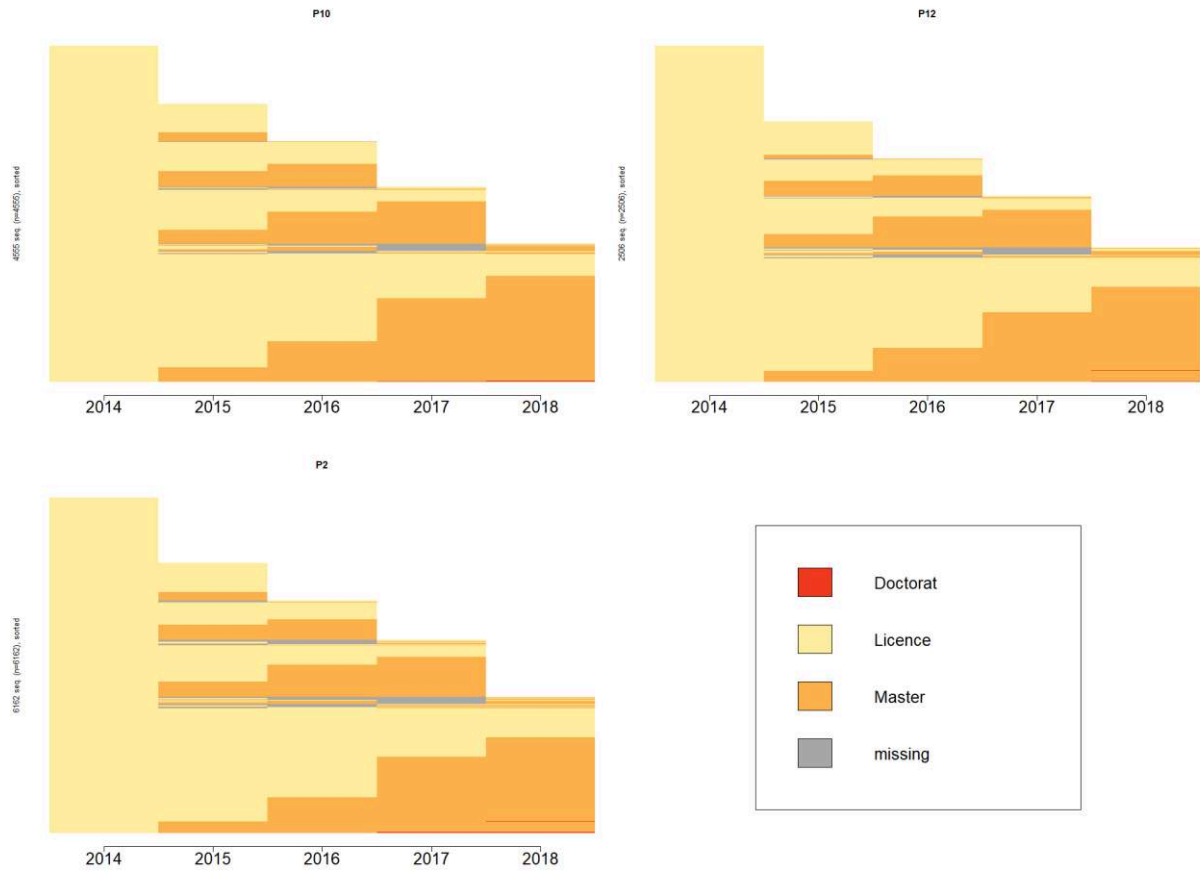 P10
4555 seq. (n=4555), sorted
2014 2015 2016 2017 2018
P12
2506 seq. (n=2506), sorted
2014 2015 2016 2017 2018
P2
6162 seq. (n=6162), sorted
2014 2015 2016 2017 2018
Doctorat
Licence
Master
missing